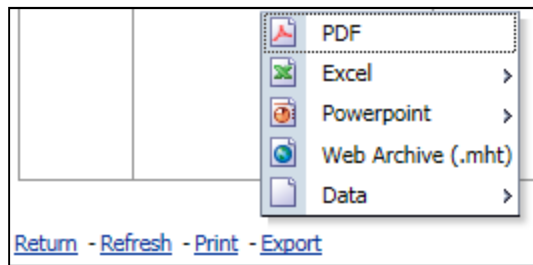 PDF
Excel
Powerpoint
Web Archive (.mht)
Data
Return - Refresh - Print - Export